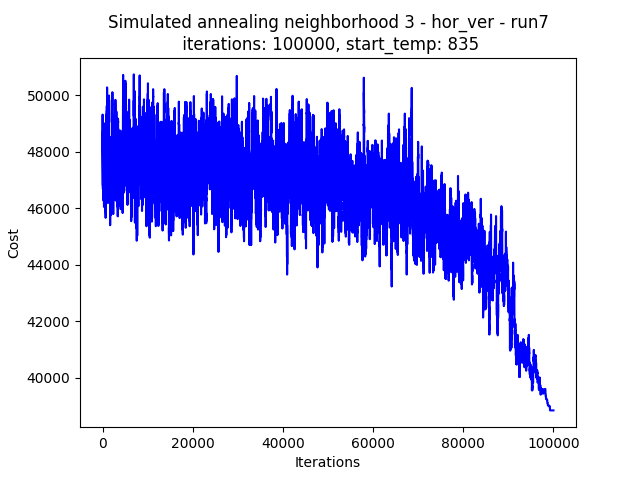 Simulated annealing neighborhood 3 - hor_ver - run7
iterations: 100000, start_temp: 835
50000
48000
46000
44000
42000
40000
Cost
0 20000 40000 60000 80000 100000
Iterations